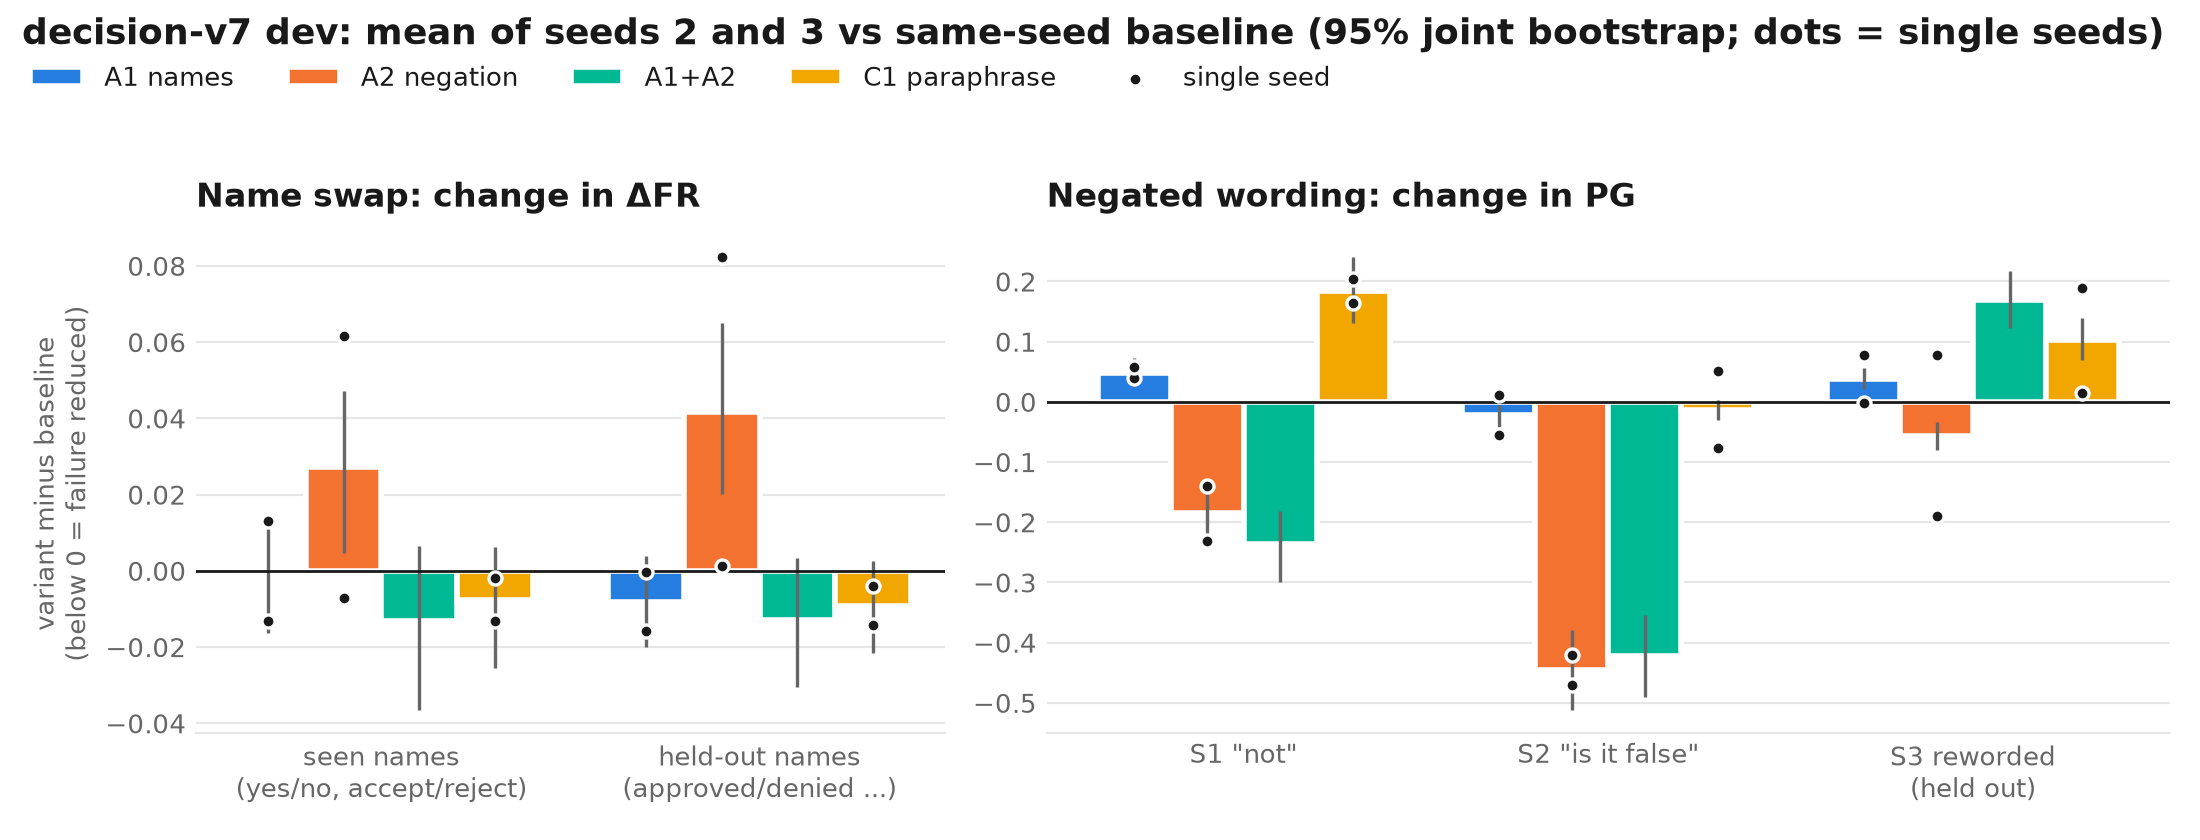 decision-v7 dev: mean of seeds 2 and 3 vs same-seed baseline (95% joint bootstrap; dots = single seeds)
A1 names
A2 negation
A1+A2
C1 paraphrase
single seed
Name swap: change in ΔFR
variant minus baseline
(below 0 = failure reduced)
0.08
0.06
0.04
0.02
0.00
−0.02
−0.04
seen names
(yes/no, accept/reject)
held-out names
(approved/denied ...)
Negated wording: change in PG
0.2
0.1
0.0
−0.1
−0.2
−0.3
−0.4
−0.5
S1 "not"
S2 "is it false"
S3 reworded
(held out)